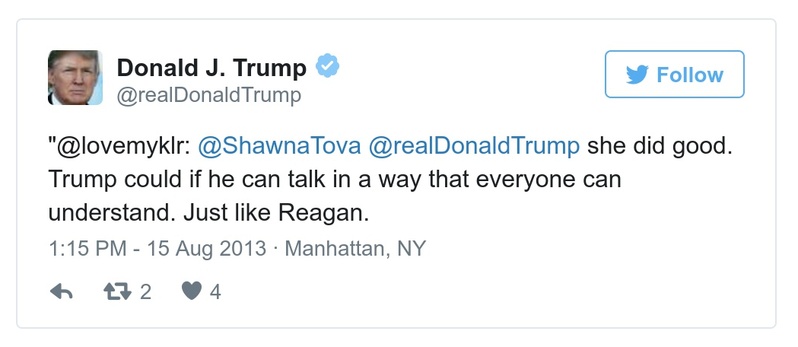 Donald J. Trump
@realDonaldTrump
Follow
"@lovemyklr: @ShawnaTova @realDonaldTrump she did good.
Trump could if he can talk in a way that everyone can
understand. Just like Reagan.
1:15 PM - 15 Aug 2013 · Manhattan, NY
2 4